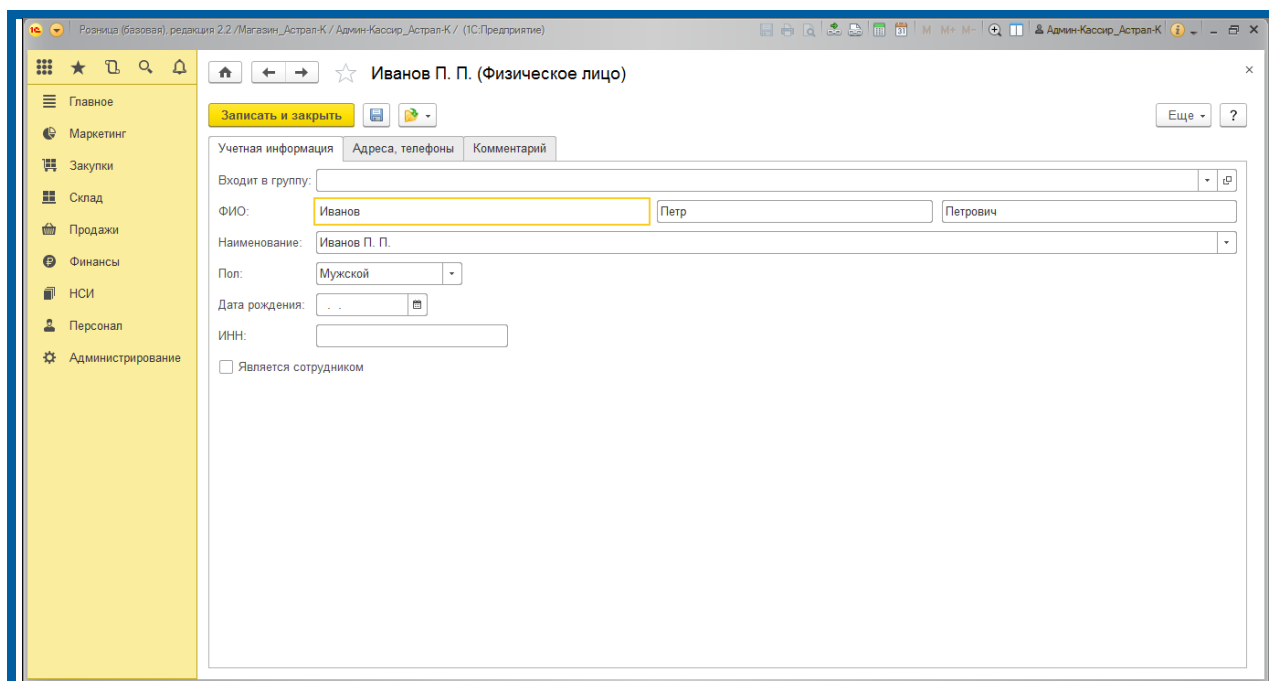 1С Розница (базовая), редакция 2.2 /Магазин_Астрал-К / Админ-Кассир_Астрал-К / (1С:Предприятие) 31 M M+ M- Админ-Кассир_Астрал-К i
Иванов П. П. (Физическое лицо)
Главное
Записать и закрыть Еще ?
Маркетинг
Учетная информация Адреса, телефоны Комментарий
Закупки
Входит в группу:
Склад
ФИО: Иванов Петр Петрович
Продажи
Наименование: Иванов П. П.
Финансы
Пол: Мужской
НСИ
Дата рождения: . .
Персонал
ИНН:
Администрирование
Является сотрудником